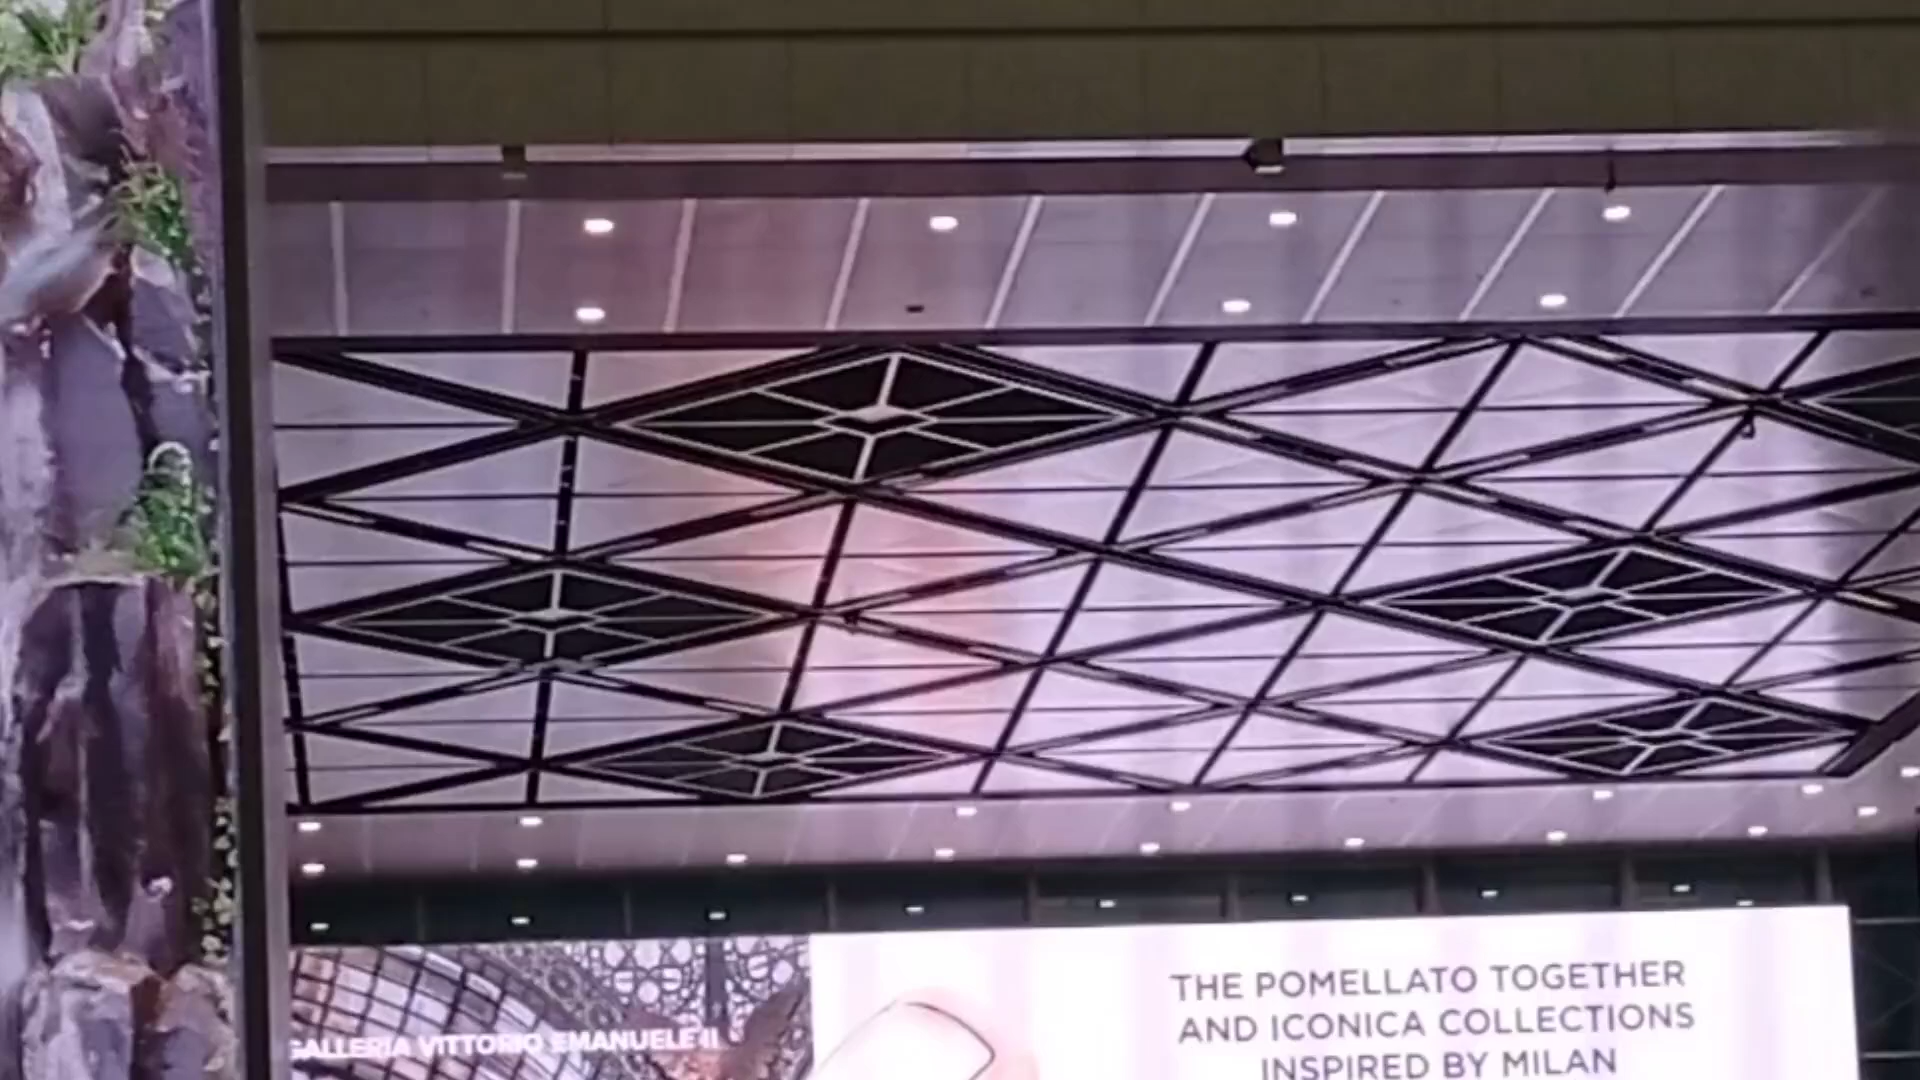 GALLERIA VITTORIO EMANUELE II
THE POMELLATO TOGETHER
AND ICONICA COLLECTIONS
INSPIRED BY MILAN